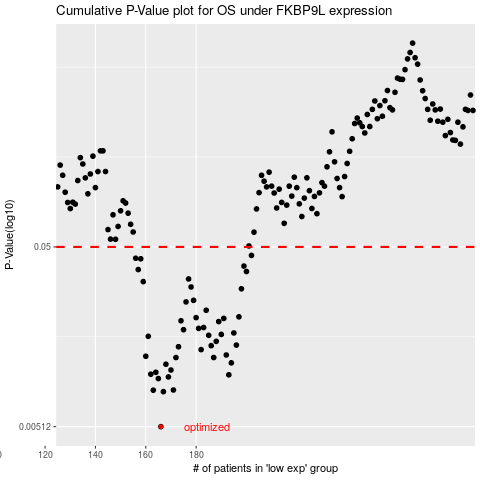 Cumulative P-Value plot for OS under FKBP9L expression
P-Value(log10)
0.05
0.00512
optimized
0 120 140 160 180
# of patients in 'low exp' group